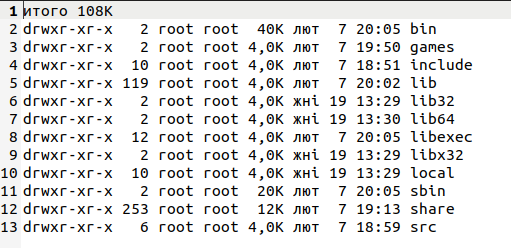 1 итого 108K
2 drwxr-xr-x   2 root root  40K лют  7 20:05 bin
3 drwxr-xr-x   2 root root 4,0K лют  7 19:50 games
4 drwxr-xr-x  10 root root 4,0K лют  7 18:51 include
5 drwxr-xr-x 119 root root 4,0K лют  7 20:02 lib
6 drwxr-xr-x   2 root root 4,0K жні 19 13:29 lib32
7 drwxr-xr-x   2 root root 4,0K жні 19 13:30 lib64
8 drwxr-xr-x  12 root root 4,0K лют  7 20:05 libexec
9 drwxr-xr-x   2 root root 4,0K жні 19 13:29 libx32
10 drwxr-xr-x  10 root root 4,0K жні 19 13:29 local
11 drwxr-xr-x   2 root root  20K лют  7 20:05 sbin
12 drwxr-xr-x 253 root root  12K лют  7 19:13 share
13 drwxr-xr-x   6 root root 4,0K лют  7 18:59 src